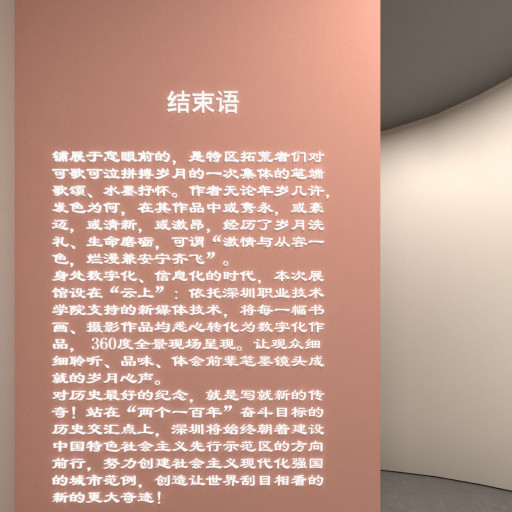 结束语
铺展于您眼前的，是特区拓荒者们对
可歌可泣拼搏岁月的一次集体的笔端
歌颂、水墨抒怀。作者无论年岁几许，
发色为何，在其作品中或隽永，或豪
迈，或清新，或激昂，经历了岁月洗
礼、生命磨砺，可谓“激情与从容一
色，烂漫兼安宁齐飞”。
身处数字化、信息化的时代，本次展
馆设在“云上”：依托深圳职业技术
学院支持的新媒体技术，将每一幅书
画、摄影作品均悉心转化为数字化作
品，360度全景现场呈现。让观众细
细聆听、品味、体会前辈笔墨镜头成
就的岁月心声。
对历史最好的纪念，就是写就新的传
奇！站在“两个一百年”奋斗目标的
历史交汇点上，深圳将始终朝着建设
中国特色社会主义先行示范区的方向
前行，努力创建社会主义现代化强国
的城市范例，创造让世界刮目相看的
新的更大奇迹！